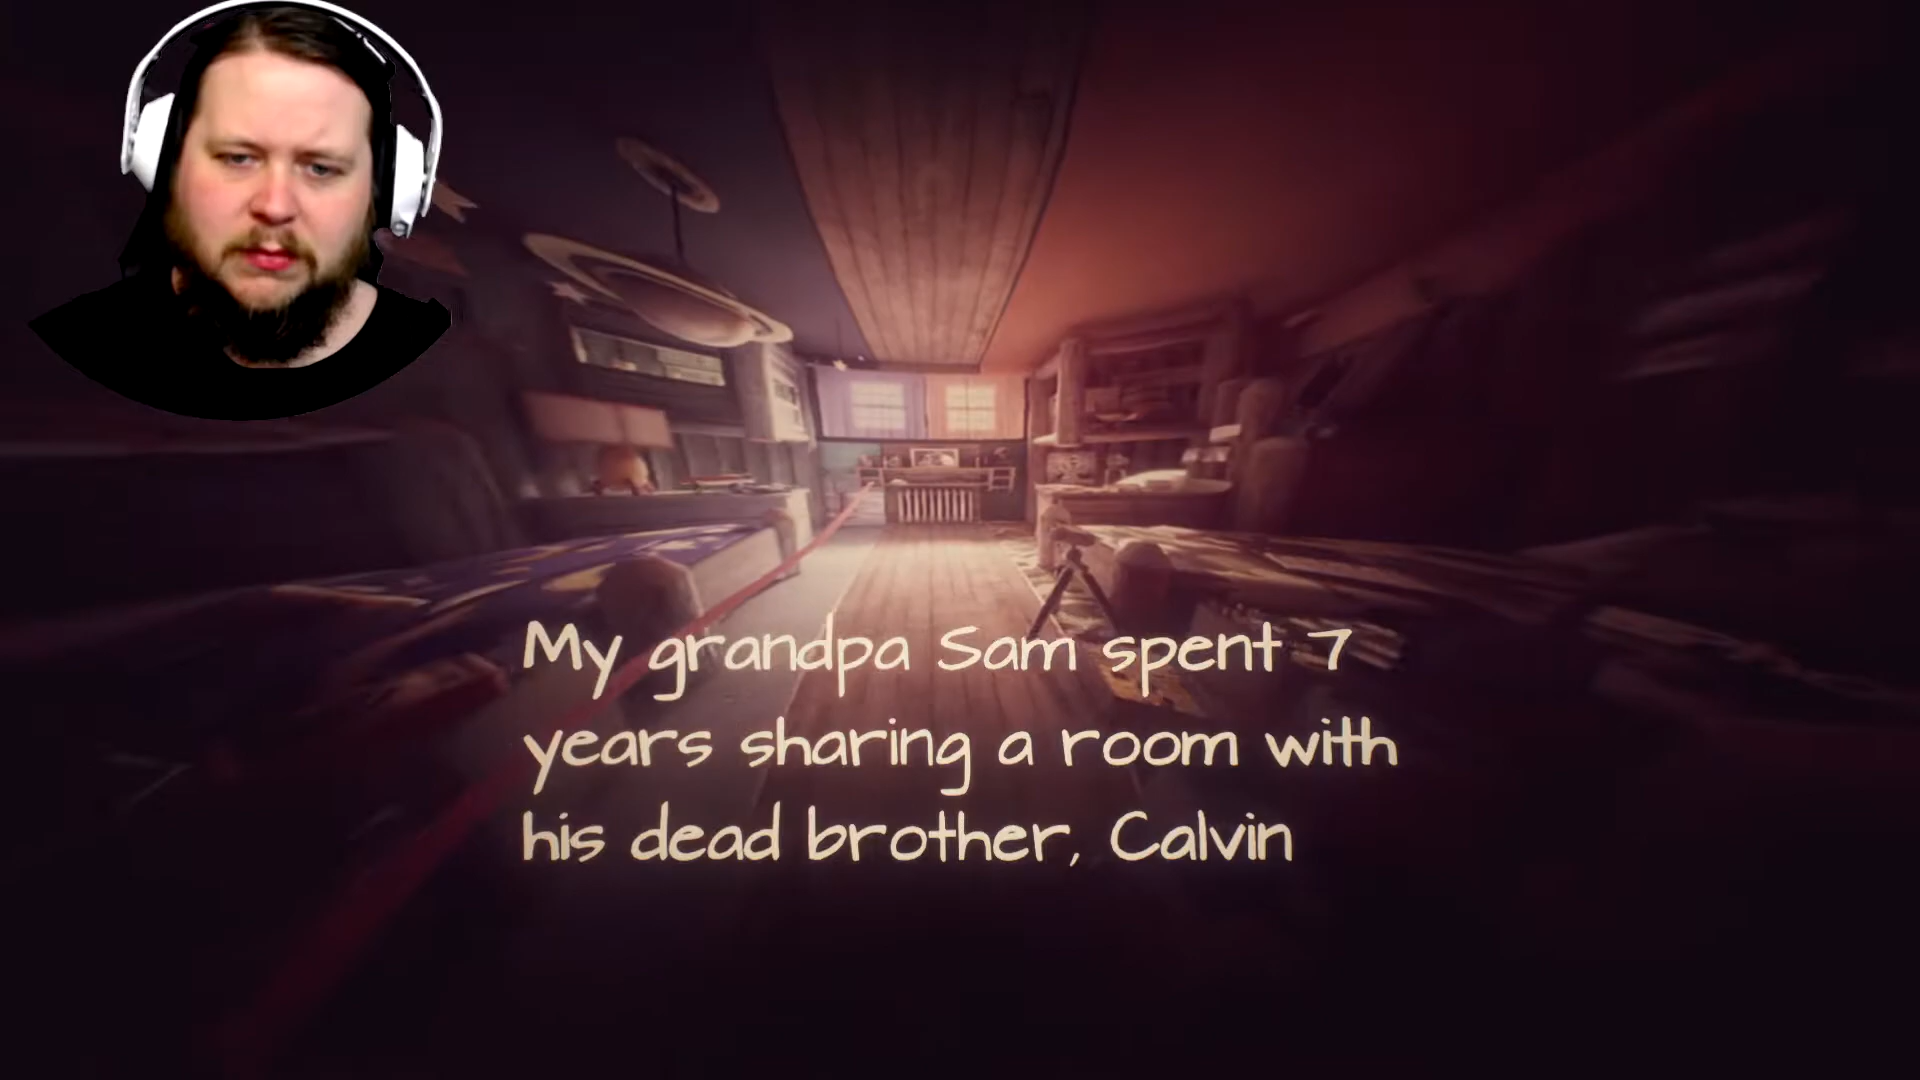 My grandpa Sam spent 7
years sharing a room with
his dead brother, Calvin